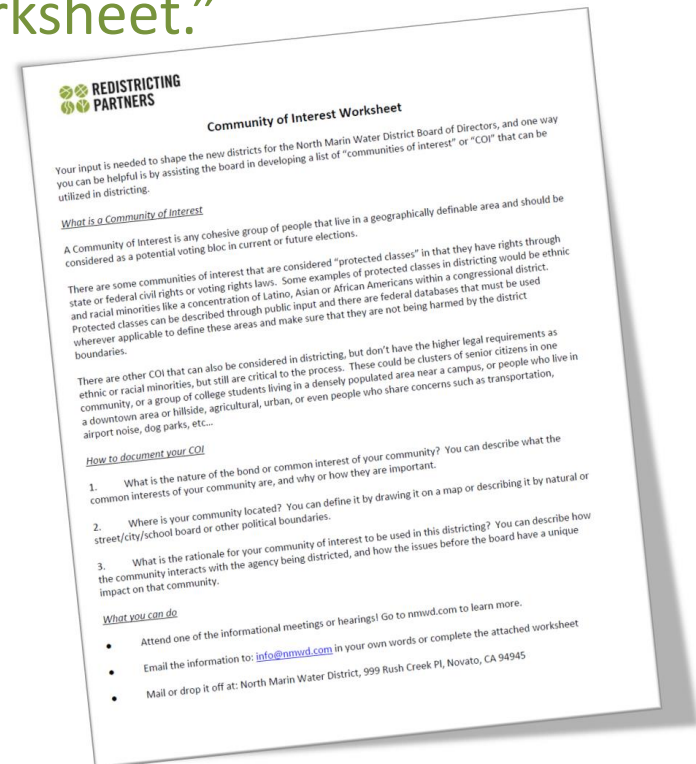 rksheet."
REDISTRICTING
PARTNERS
Community of Interest Worksheet
Your input is needed to shape the new districts for the North Marin Water District Board of Directors, and one way
you can be helpful is by assisting the board in developing a list of "communities of interest" or "COI" that can be
utilized in districting.
What is a Community of Interest
A Community of Interest is any cohesive group of people that live in a geographically definable area and should be
considered as a potential voting bloc in current or future elections.
There are some communities of interest that are considered "protected classes" in that they have rights through
state or federal civil rights or voting rights laws. Some examples of protected classes in districting would be ethnic
and racial minorities like a concentration of Latino, Asian or African Americans within a congressional district.
Protected classes can be described through public input and there are federal databases that must be used
wherever applicable to define these areas and make sure that they are not being harmed by the district
boundaries.
There are other COI that can also be considered in districting, but don't have the higher legal requirements as
ethnic or racial minorities, but still are critical to the process. These could be clusters of senior citizens in one
community, or a group of college students living in a densely populated area near a campus, or people who live in
a downtown area or hillside, agricultural, urban, or even people who share concerns such as transportation,
airport noise, dog parks, etc...
How to document your COI
1. What is the nature of the bond or common interest of your community? You can describe what the
common interests of your community are, and why or how they are important.
2. Where is your community located? You can define it by drawing it on a map or describing it by natural or
street/city/school board or other political boundaries.
3. What is the rationale for your community of interest to be used in this districting? You can describe how
the community interacts with the agency being districted, and how the issues before the board have a unique
impact on that community.
What you can do
• Attend one of the informational meetings or hearings! Go to nmwd.com to learn more.
• Email the information to: info@nmwd.com in your own words or complete the attached worksheet
• Mail or drop it off at: North Marin Water District, 999 Rush Creek Pl, Novato, CA 94945